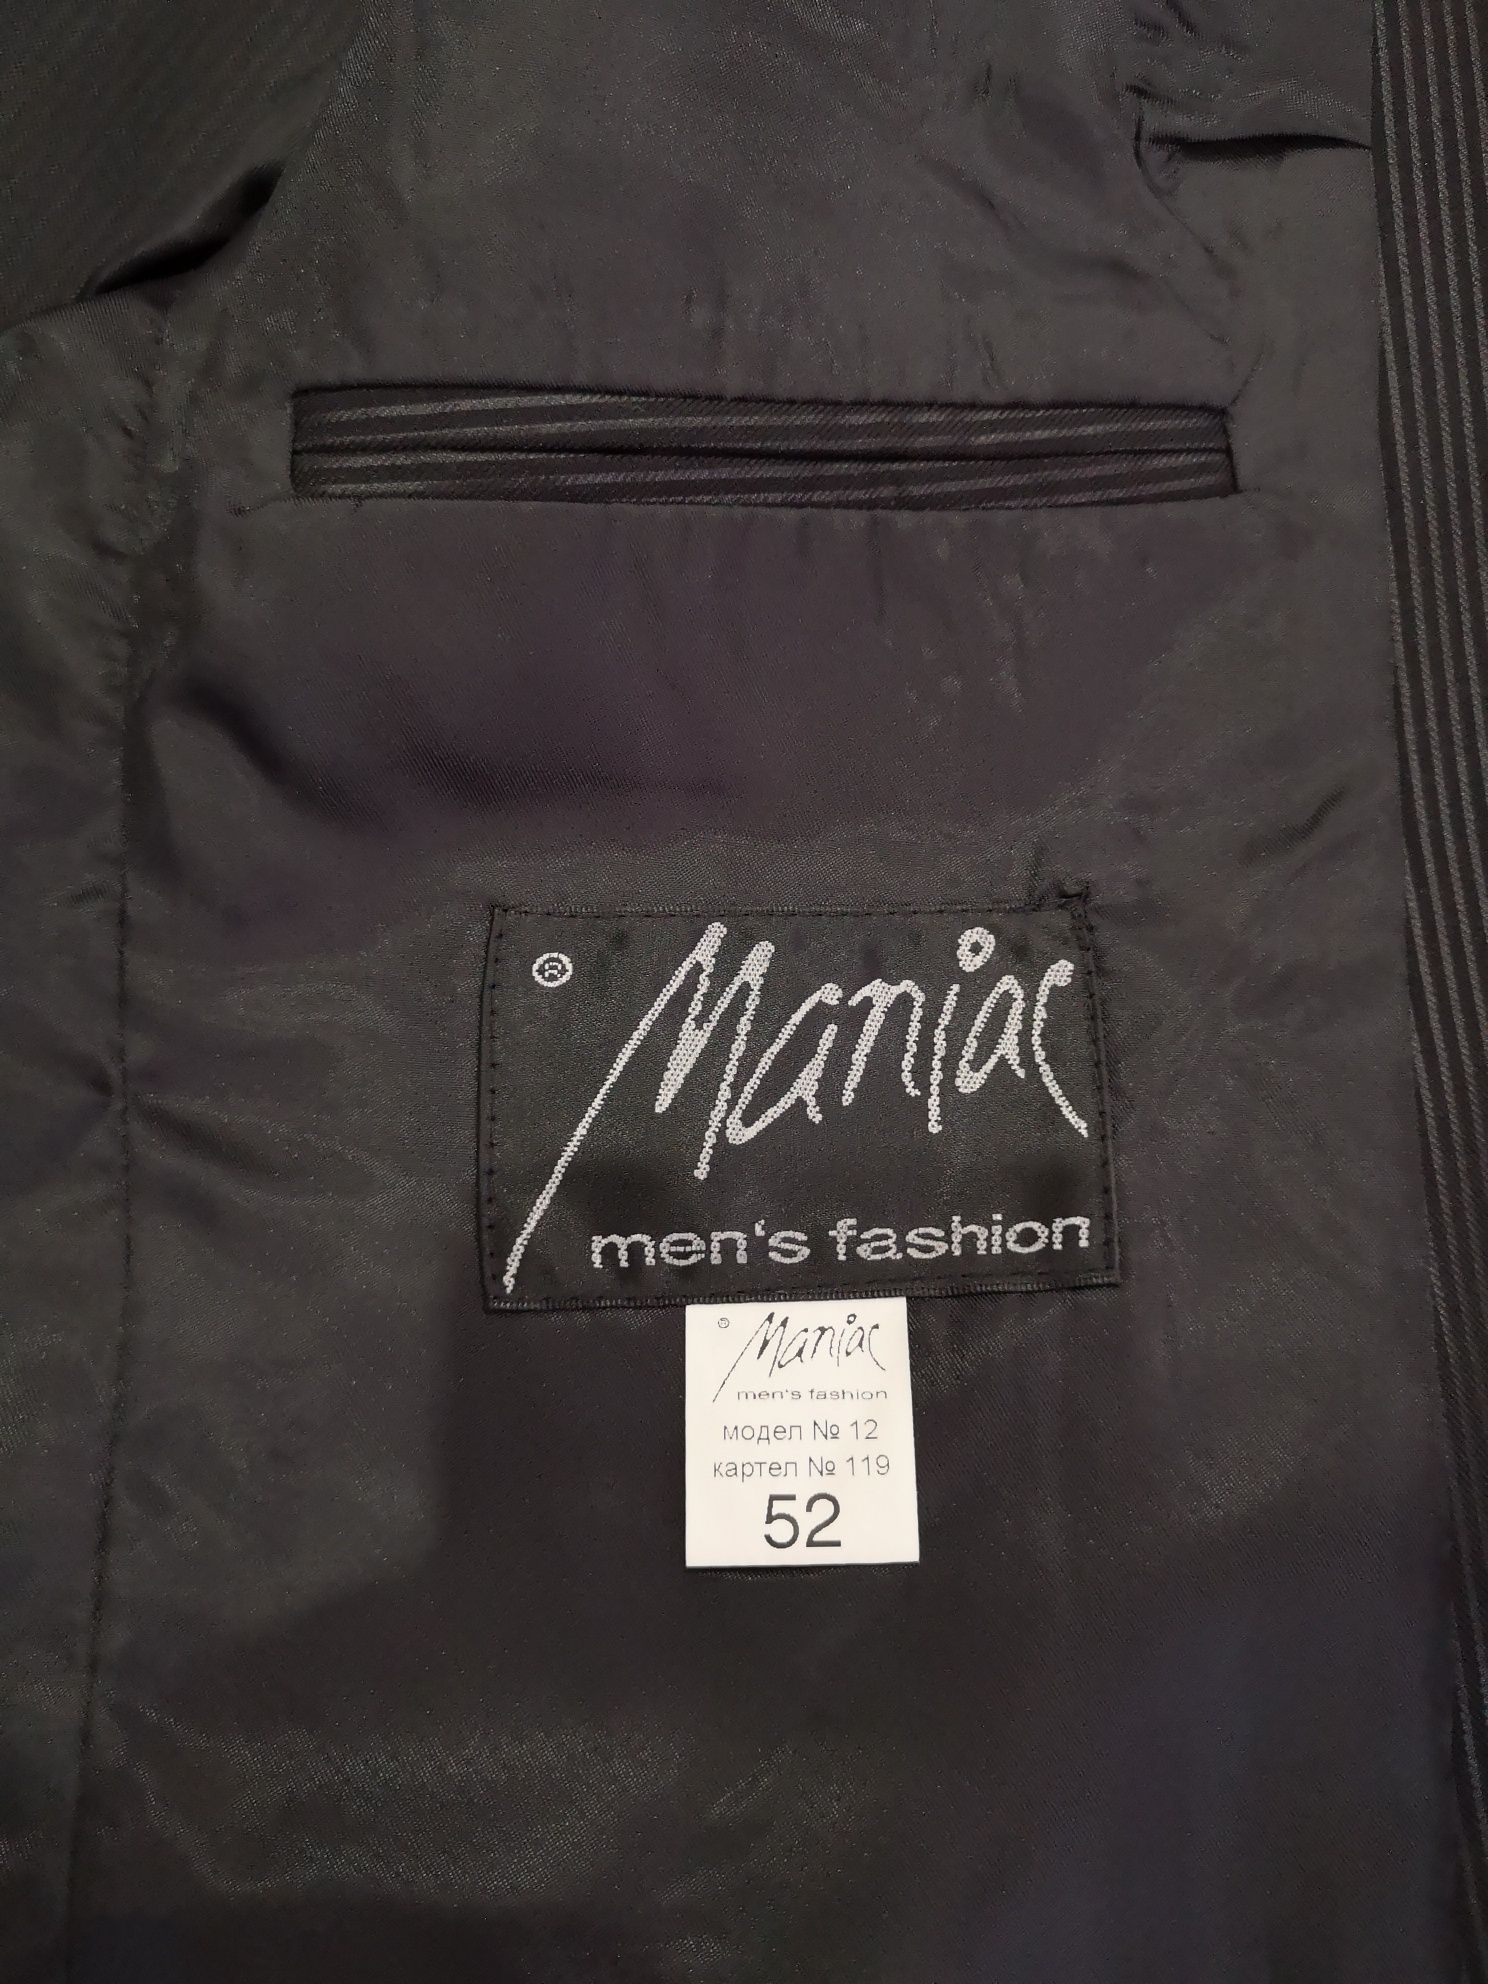 ®
Maniac
men's fashion
®
Maniac
men's fashion
модел № 12
картел № 119
52